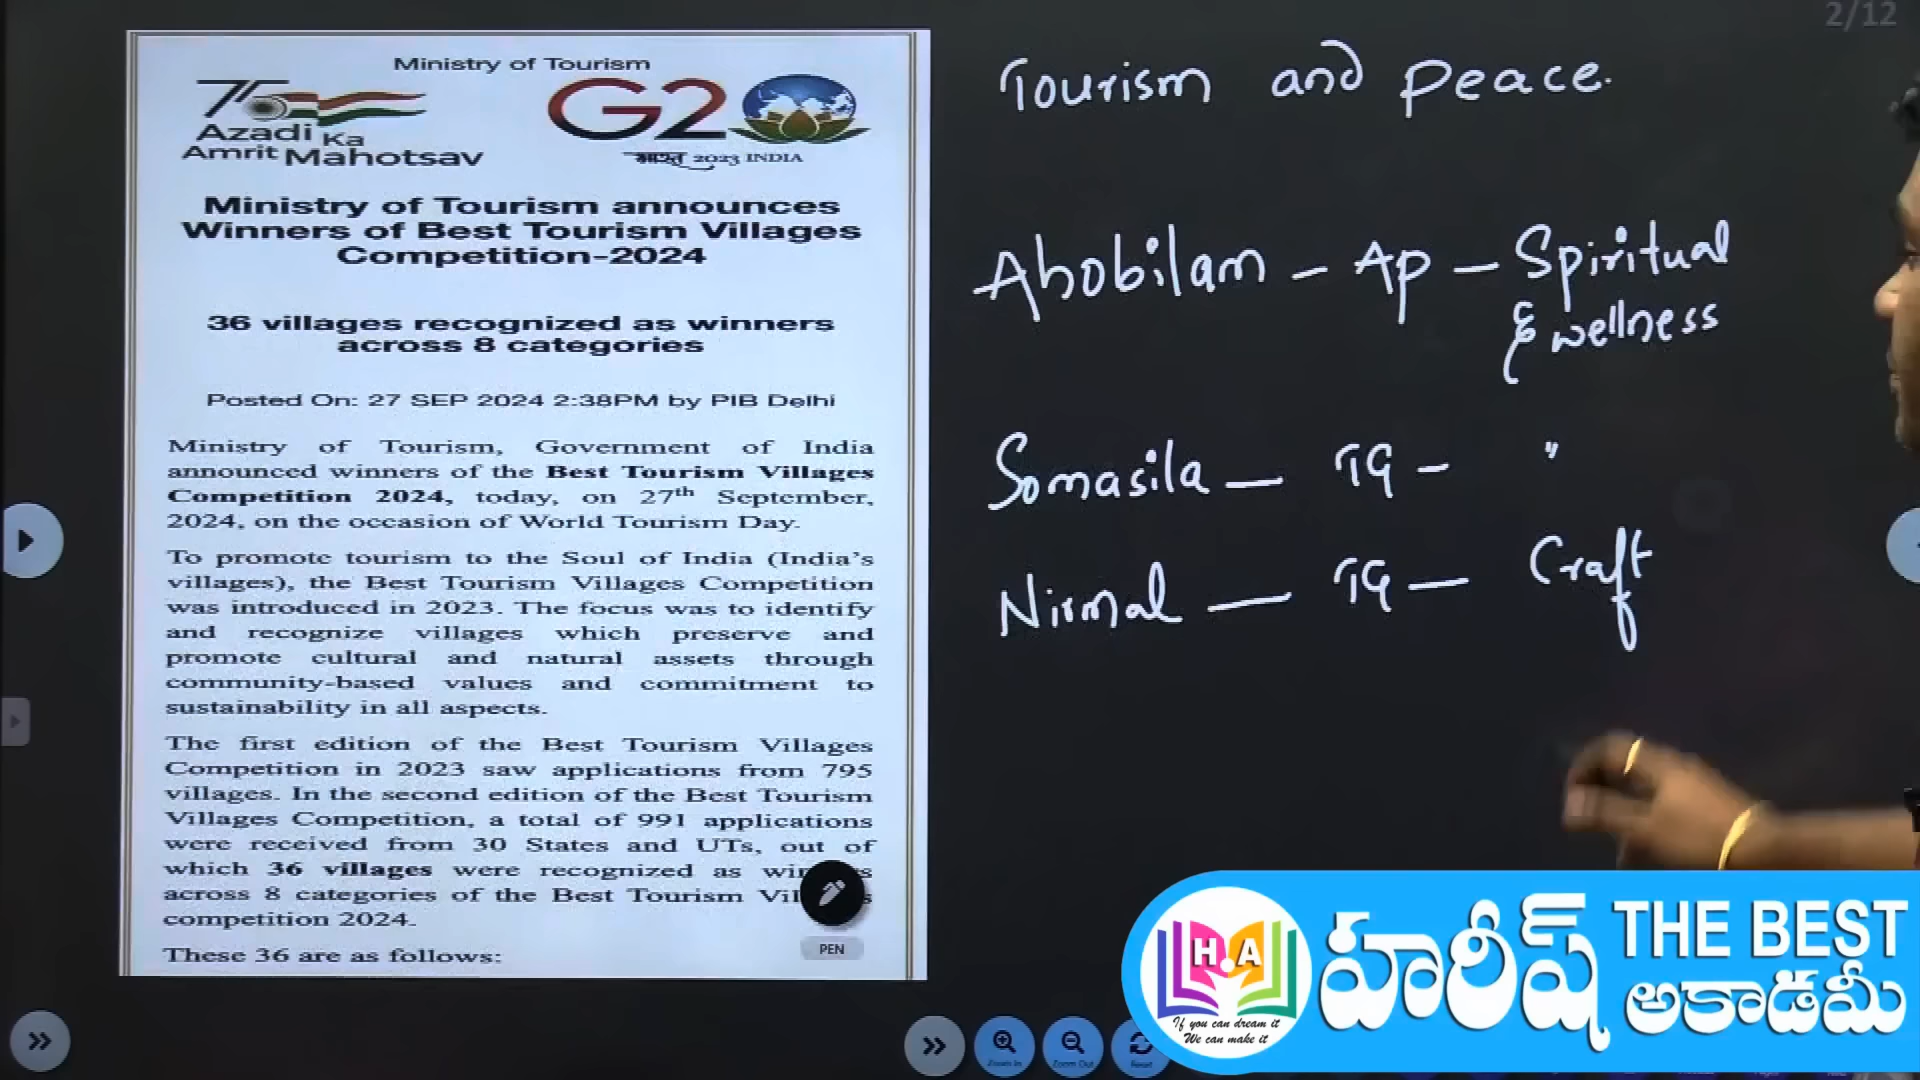 2/12
Ministry of Tourism
75
Azadi Ka
Amrit Mahotsav
G20
भारत 2023 INDIA
Ministry of Tourism announces
Winners of Best Tourism Villages
Competition-2024
36 villages recognized as winners
across 8 categories
Posted On: 27 SEP 2024 2:38PM by PIB Delhi
Ministry of Tourism, Government of India
announced winners of the Best Tourism Villages
Competition 2024, today, on 27th September,
2024, on the occasion of World Tourism Day.
To promote tourism to the Soul of India (India's
villages), the Best Tourism Villages Competition
was introduced in 2023. The focus was to identify
and recognize villages which preserve and
promote cultural and natural assets through
community-based values and commitment to
sustainability in all aspects.
The first edition of the Best Tourism Villages
Competition in 2023 saw applications from 795
villages. In the second edition of the Best Tourism
Villages Competition, a total of 991 applications
were received from 30 States and UTs, out of
which 36 villages were recognized as
across 8 categories of the Best Tourism
competition 2024.
These 36 are as follows:
PEN
Tourism and Peace.
Ahobilam – AP – Spiritual
& wellness
Somasila – TG – "
Nirmal – TG – Craft
Zoom In
Zoom Out
Reset
H.A
If you can dream it
We can make it
హరీష్
THE BEST
అకాడమీ